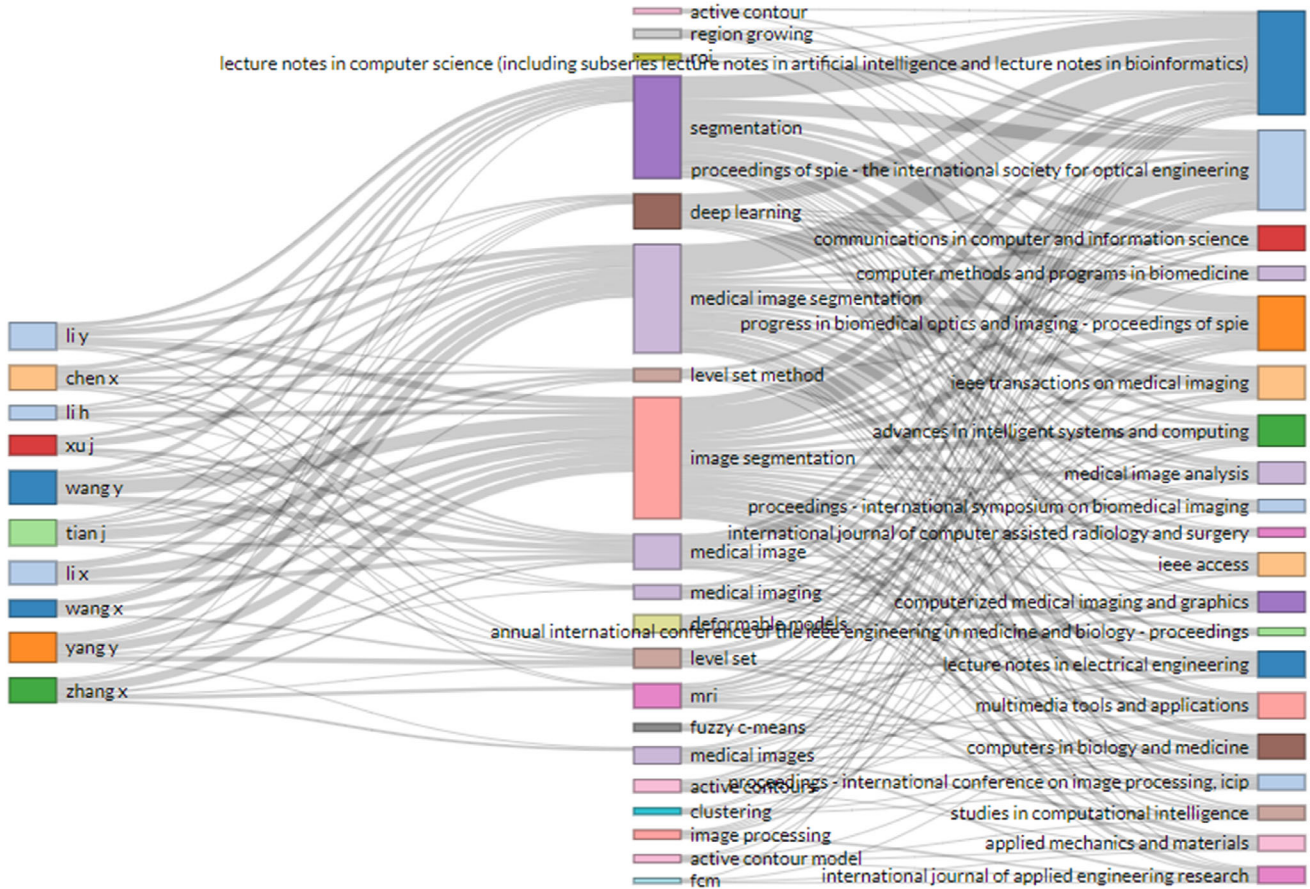 li y
chen x
li h
xu j
wang y
tian j
li x
wang x
yang y
zhang x
active contour
region growing
roi
segmentation
deep learning
medical image segmentation
level set method
image segmentation
medical image
medical imaging
deformable models
level set
mri
fuzzy c-means
medical images
active contours
clustering
image processing
active contour model
fcm
lecture notes in computer science (including subseries lecture notes in artificial intelligence and lecture notes in bioinformatics)
proceedings of spie - the international society for optical engineering
communications in computer and information science
computer methods and programs in biomedicine
progress in biomedical optics and imaging - proceedings of spie
ieee transactions on medical imaging
advances in intelligent systems and computing
medical image analysis
proceedings - international symposium on biomedical imaging
international journal of computer assisted radiology and surgery
ieee access
computerized medical imaging and graphics
annual international conference of the ieee engineering in medicine and biology - proceedings
lecture notes in electrical engineering
multimedia tools and applications
computers in biology and medicine
proceedings - international conference on image processing, icip
studies in computational intelligence
applied mechanics and materials
international journal of applied engineering research